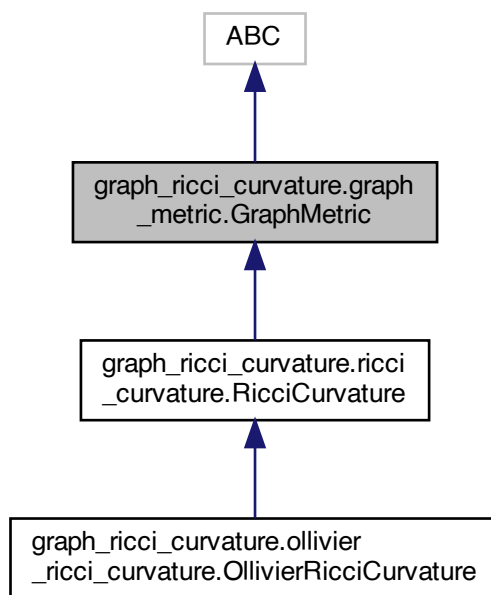 ABC
graph_ricci_curvature.graph
_metric.GraphMetric
graph_ricci_curvature.ricci
_curvature.RicciCurvature
graph_ricci_curvature.ollivier
_ricci_curvature.OllivierRicciCurvature